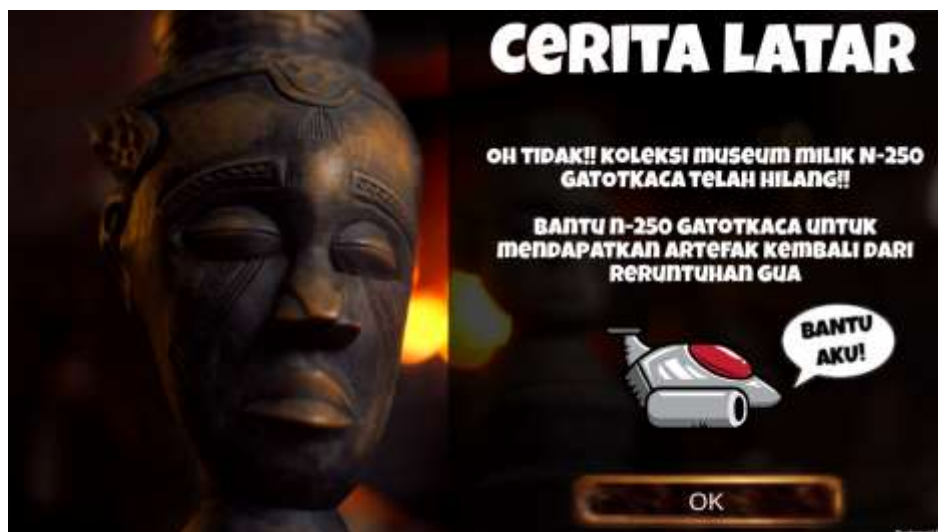 CERITA LATAR
OH TIDAK!! KOLEKSI MUSEUM MILIK N-250
GATOTKACA TELAH HILANG!!
BANTU N-250 GATOTKACA UNTUK
MENDAPATKAN ARTEFAK KEMBALI DARI
RERUNTUHAN GUA
BANTU
AKU!
OK